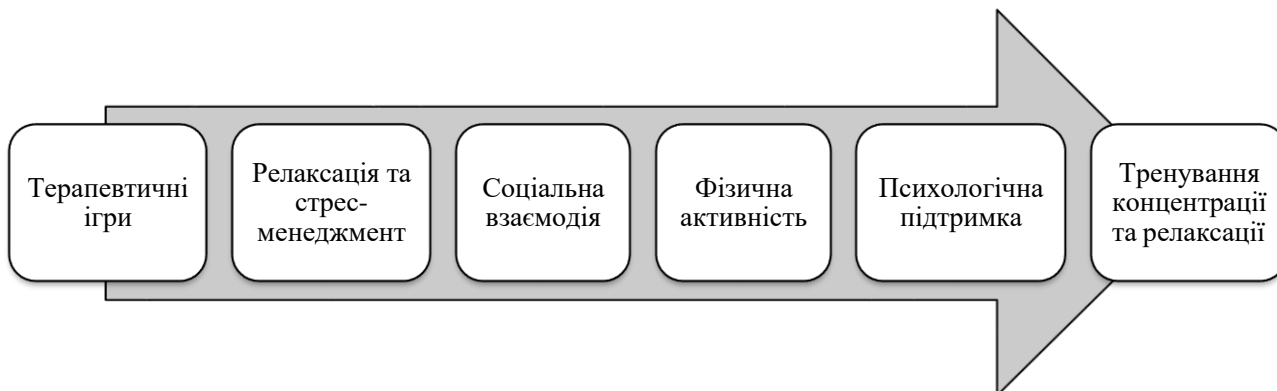 Терапевтичні
ігри
Релаксація та
стрес-
менеджмент
Соціальна
взаємодія
Фізична
активність
Психологічна
підтримка
Тренування
концентрації
та релаксації